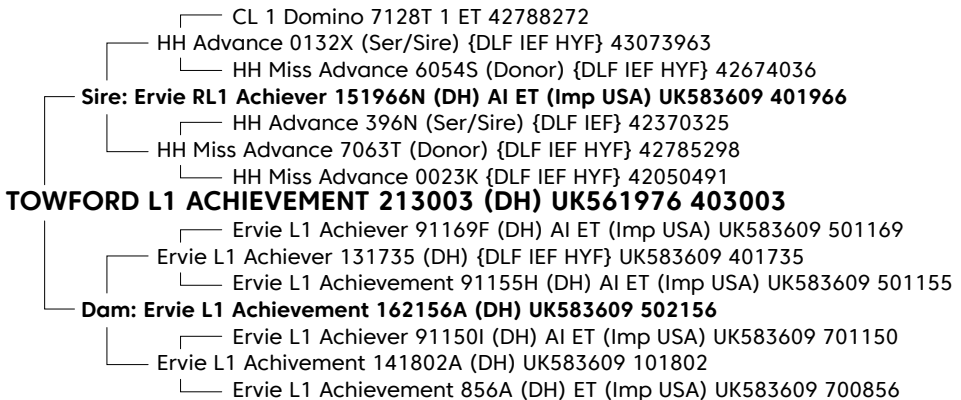 CL 1 Domino 7128T 1 ET 42788272
HH Advance 0132X (Ser/Sire) {DLF IEF HYF} 43073963
HH Miss Advance 6054S (Donor) {DLF IEF HYF} 42674036
Sire: Ervie RL1 Achiever 151966N (DH) AI ET (Imp USA) UK583609 401966
HH Advance 396N (Ser/Sire) {DLF IEF} 42370325
HH Miss Advance 7063T (Donor) {DLF IEF HYF} 42785298
HH Miss Advance 0023K {DLF IEF HYF} 42050491
TOWFORD L1 ACHIEVEMENT 213003 (DH) UK561976 403003
Ervie L1 Achiever 91169F (DH) AI ET (Imp USA) UK583609 501169
Ervie L1 Achiever 131735 (DH) {DLF IEF HYF} UK583609 401735
Ervie L1 Achievement 91155H (DH) AI ET (Imp USA) UK583609 501155
Dam: Ervie L1 Achievement 162156A (DH) UK583609 502156
Ervie L1 Achiever 91150I (DH) AI ET (Imp USA) UK583609 701150
Ervie L1 Achivement 141802A (DH) UK583609 101802
Ervie L1 Achievement 856A (DH) ET (Imp USA) UK583609 700856